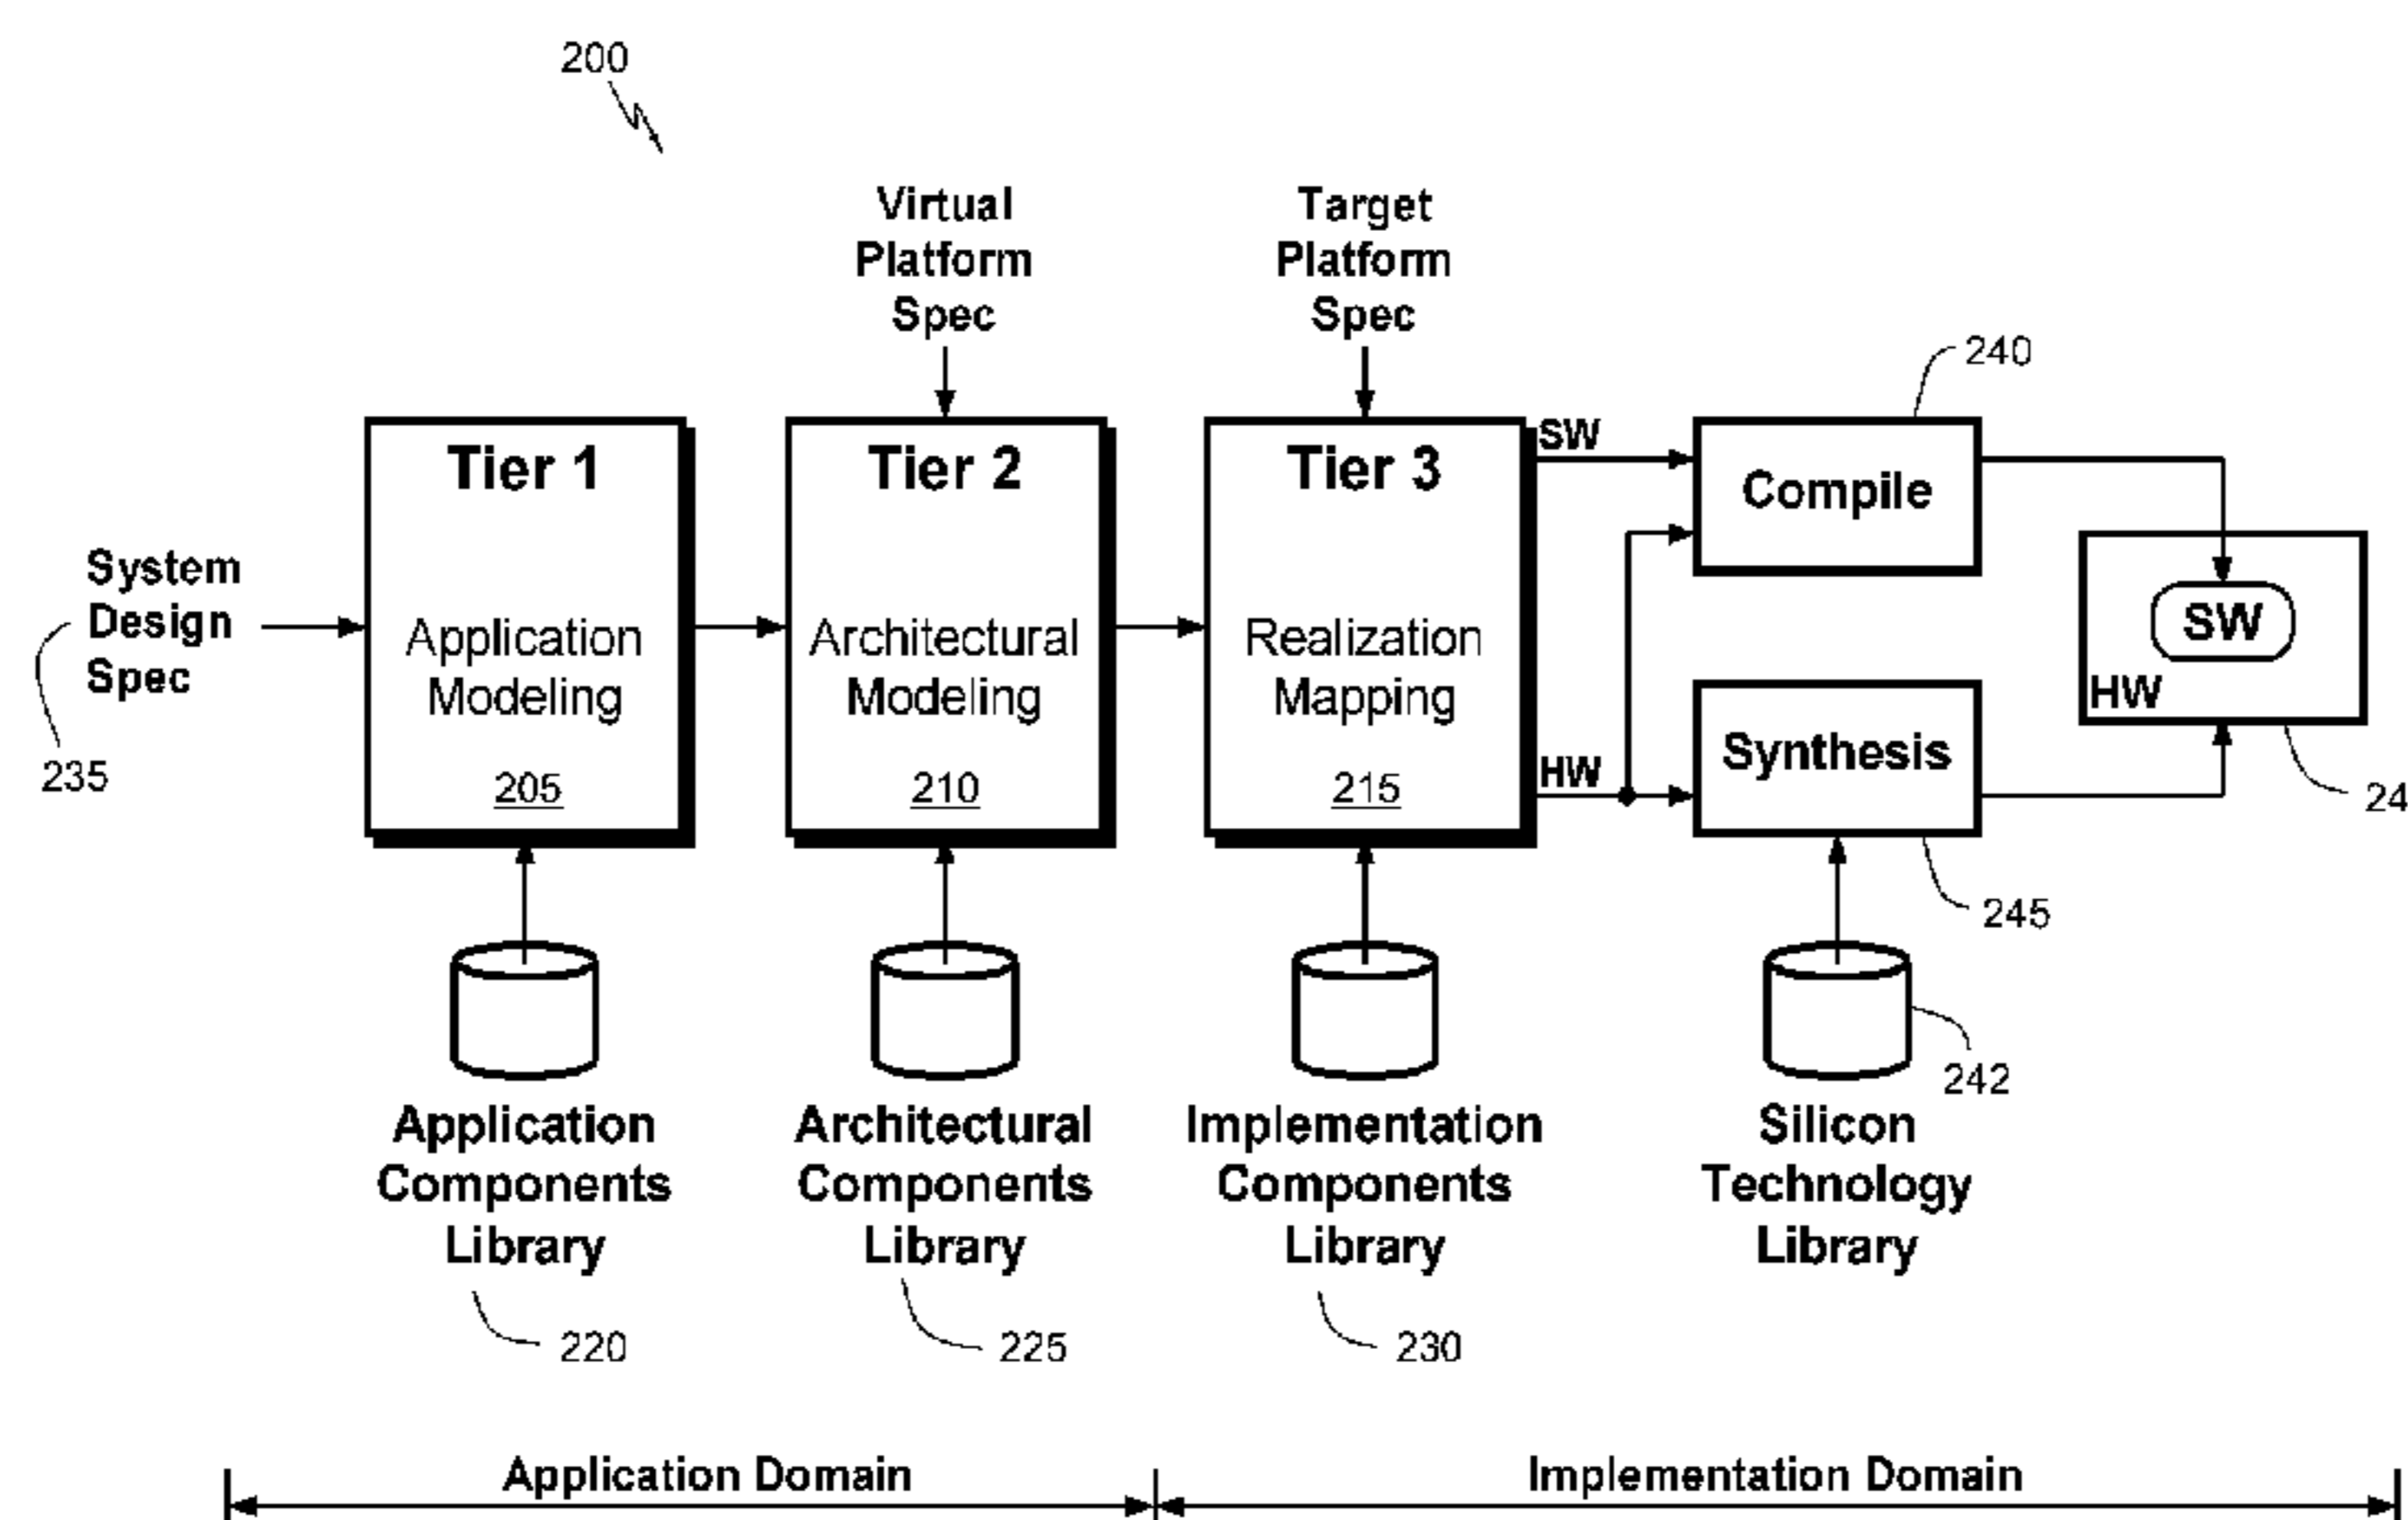 200
Virtual
Platform
Spec
Target
Platform
Spec
240
Tier 1
Tier 2
Tier 3
SW
Compile
System
Design
Spec
235
Application
Modeling
205
Architectural
Modeling
210
Realization
Mapping
215
HW
Synthesis
SW
HW
24
245
242
Application
Components
Library
220
Architectural
Components
Library
225
Implementation
Components
Library
230
Silicon
Technology
Library
Application Domain
Implementation Domain